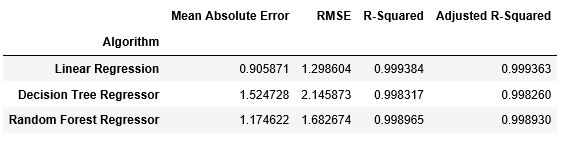 Mean Absolute Error RMSE R-Squared Adjusted R-Squared
Algorithm
Linear Regression 0.905871 1.298604 0.999384 0.999363
Decision Tree Regressor 1.524728 2.145873 0.998317 0.998260
Random Forest Regressor 1.174622 1.682674 0.998965 0.998930